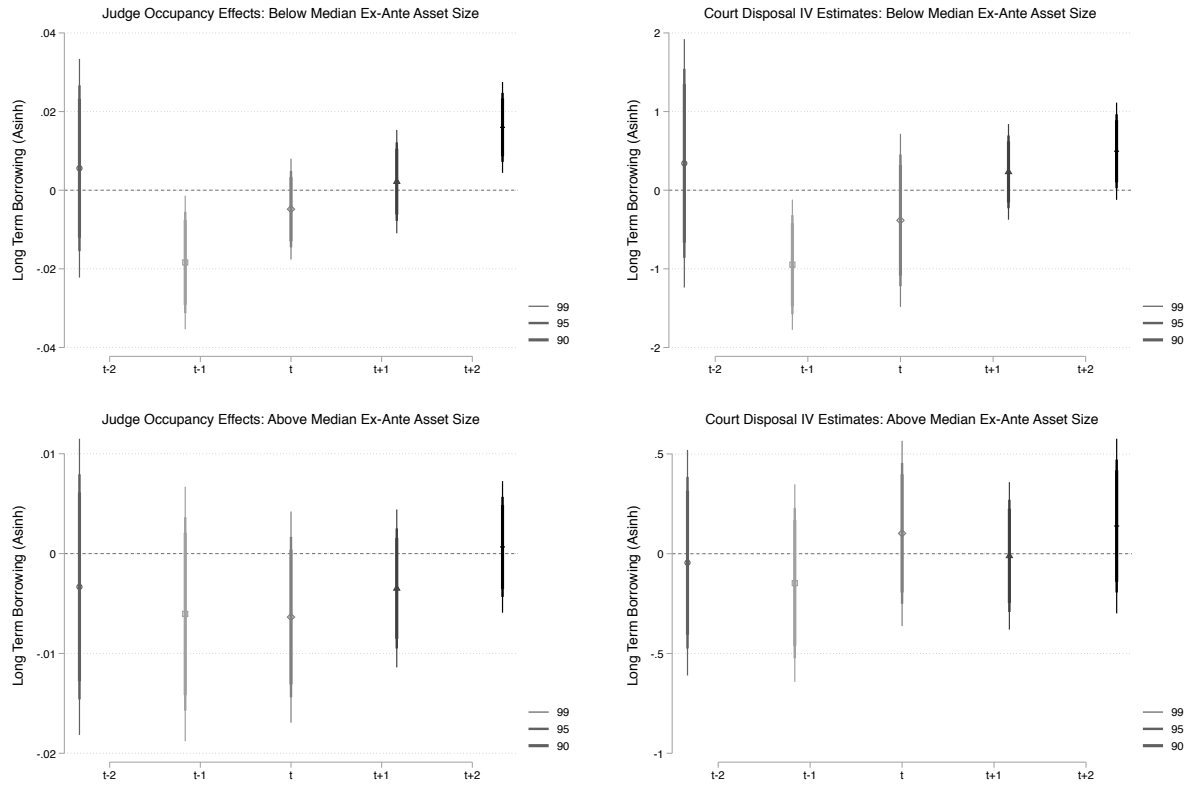 Judge Occupancy Effects: Below Median Ex-Ante Asset Size
Long Term Borrowing (Asinh)
.04
.02
0
-.02
-.04
t-2
t-1
t
t+1
t+2
99
95
90
Court Disposal IV Estimates: Below Median Ex-Ante Asset Size
Long Term Borrowing (Asinh)
2
1
0
-1
-2
t-2
t-1
t
t+1
t+2
99
95
90
Judge Occupancy Effects: Above Median Ex-Ante Asset Size
Long Term Borrowing (Asinh)
.01
0
-.01
-.02
t-2
t-1
t
t+1
t+2
99
95
90
Court Disposal IV Estimates: Above Median Ex-Ante Asset Size
Long Term Borrowing (Asinh)
.5
0
-.5
-1
t-2
t-1
t
t+1
t+2
99
95
90